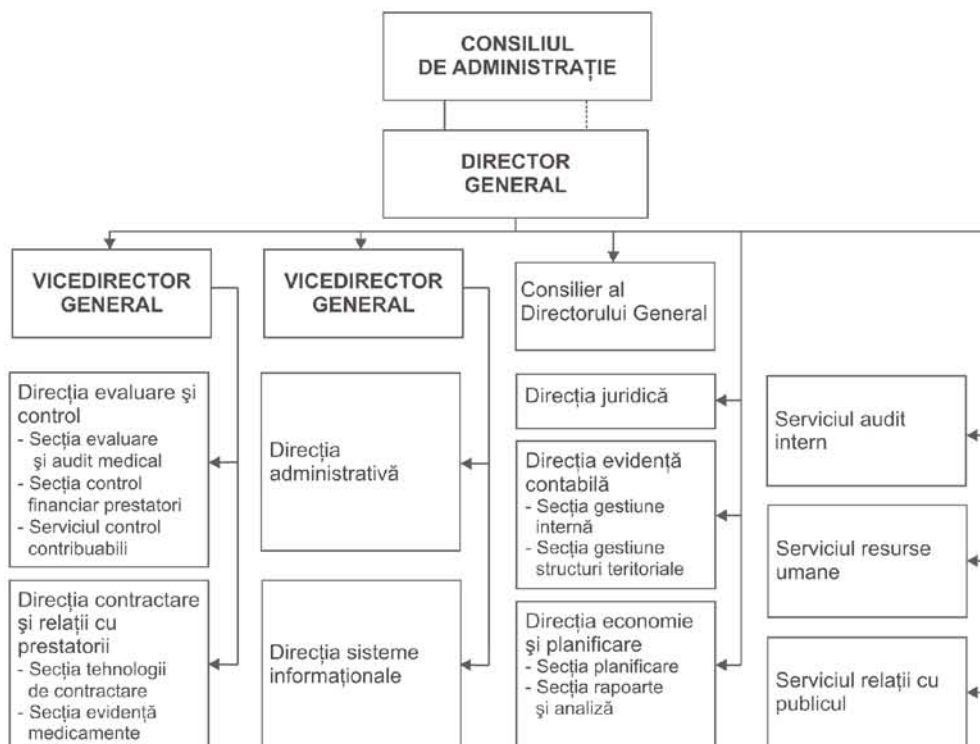 CONSILIUL
DE ADMINISTRAȚIE
DIRECTOR
GENERAL
VICEDIRECTOR
GENERAL
VICEDIRECTOR
GENERAL
Consilier al
Directorului General
Direcția evaluare şi
control
- Secția evaluare
şi audit medical
- Secția control
financiar prestatori
- Serviciul control
contribuabili
Direcția contractare
şi relații cu
prestatorii
- Secția tehnologii
de contractare
- Secția evidență
medicamente
Direcția
administrativă
Direcția sisteme
informaționale
Direcția juridică
Direcția evidență
contabilă
- Secția gestiune
internă
- Secția gestiune
structuri teritoriale
Direcția economie
şi planificare
- Secția planificare
- Secția rapoarte
şi analiză
Serviciul audit
intern
Serviciul resurse
umane
Serviciul relații cu
publicul